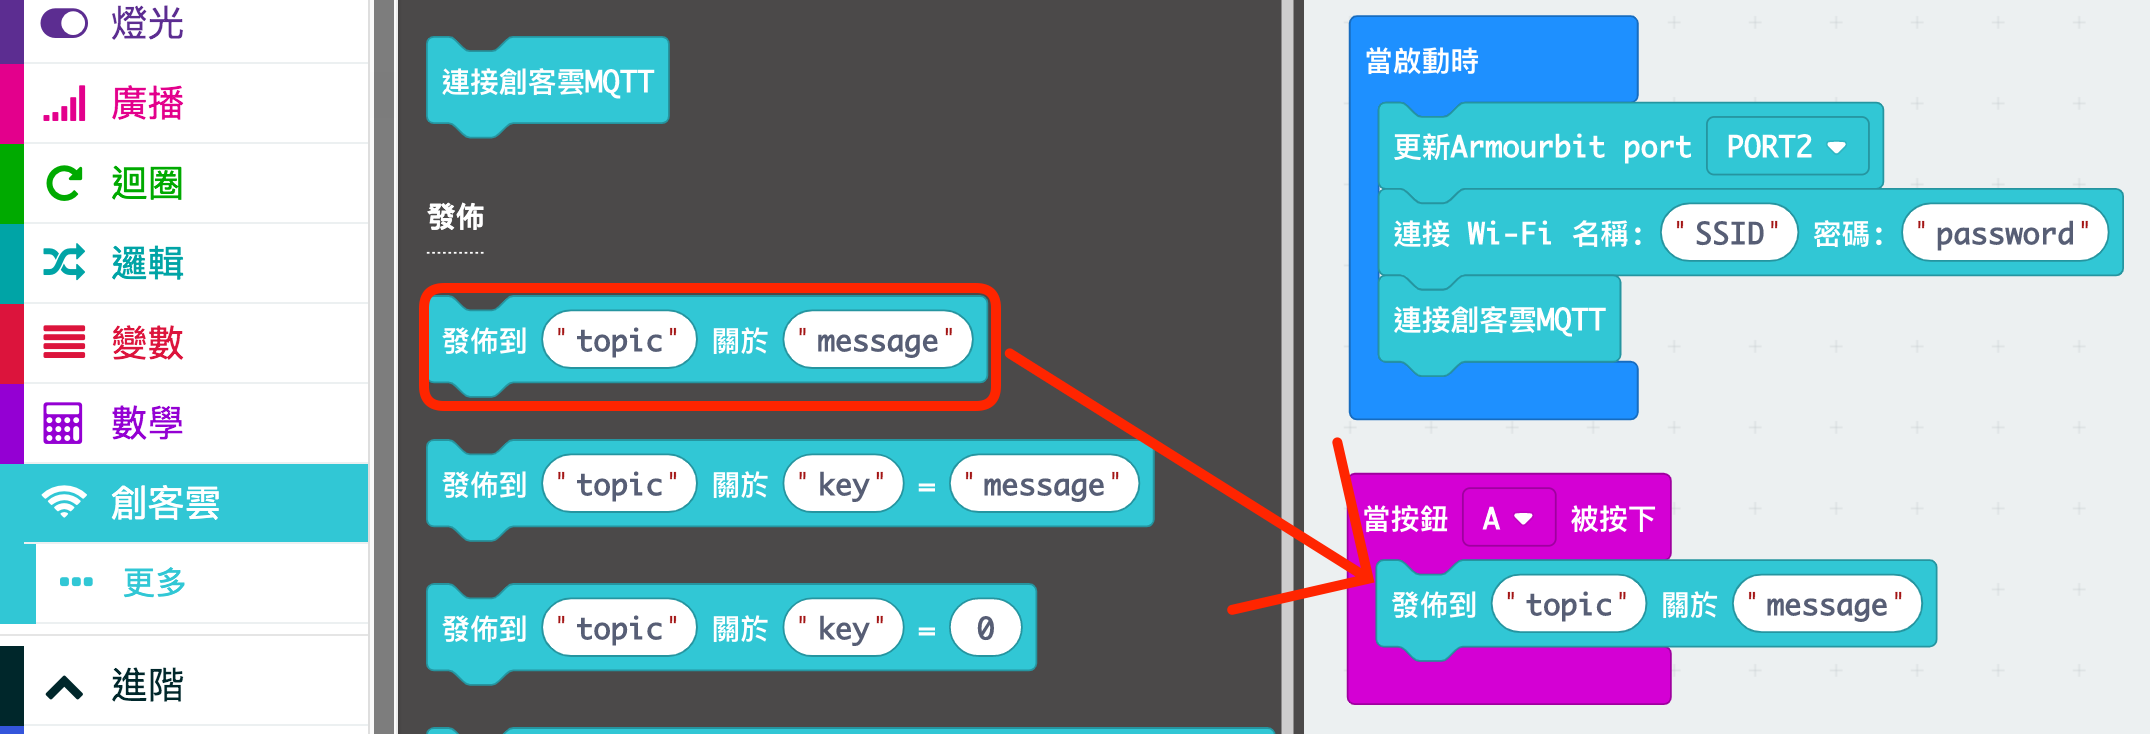 燈光
廣播
迴圈
邏輯
變數
數學
創客雲
更多
進階
連接創客雲MQTT
發佈
發佈到 "topic" 關於 "message"
發佈到 "topic" 關於 "key" = "message"
發佈到 "topic" 關於 "key" = 0
當啟動時
更新Armourbit port PORT2
連接 Wi-Fi 名稱: "SSID" 密碼: "password"
連接創客雲MQTT
當按鈕 A 被按下
發佈到 "topic" 關於 "message"